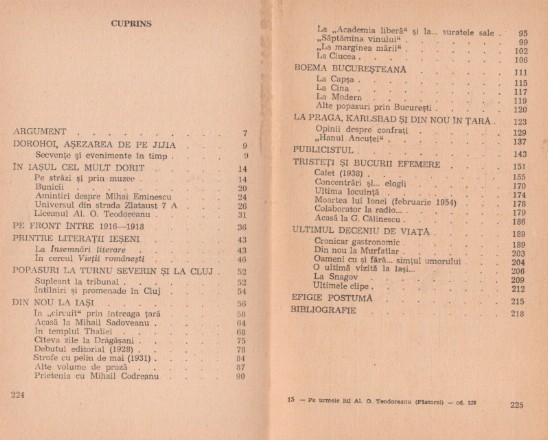 CUPRINS
ARGUMENT . . . . . . . . . 7
DOROHOI, AȘEZAREA DE PE JIJIA . . . 9
Secvențe și evenimente în timp . . . 9
ÎN IAȘUL CEL MULT DORIT . . . . 14
Pe străzi și prin muzee . . . . . 14
Bunicii . . . . . . . . . 20
Amintiri despre Mihai Eminescu . . . 24
Universul din strada Zlataust 7 A . . . 26
Liceanul Al. O. Teodoreanu . . . . 31
PE FRONT ÎNTRE 1916—1918 . . . . 36
PRINTRE LITERAȚII IEȘENI . . . . 43
La Însemnări literare . . . . . 43
În cercul Vieții românești . . . . 46
POPASURI LA TURNU SEVERIN ȘI LA CLUJ . 52
Supleant la tribunal . . . . . 52
Întîlniri și promenade în Cluj . . . 54
DIN NOU LA IAȘI . . . . . . . 56
În „circuit“ prin întreaga țară . . . 58
Acasă la Mihail Sadoveanu . . . . 64
În templul Thaliei . . . . . . 68
Cîteva zile la Drăgășani . . . . 75
Debutul editorial (1928) . . . . . 78
Strofe cu pelin de mai (1931) . . . 84
Alte volume de proză . . . . . 87
Prietenia cu Mihail Codreanu . . . 90
224
La „Academia liberă“ și la... suratele sale . 95
„Săptămîna vinului“ . . . . . 99
„La marginea mării“ . . . . . 102
La Ciucea . . . . . . . . 106
BOEMA BUCUREȘTEANĂ . . . . . 111
La Capșa . . . . . . . . 115
La Cina . . . . . . . . 117
La Modern . . . . . . . . 119
Alte popasuri prin București . . . . 120
LA PRAGA, KARLSBAD ȘI DIN NOU ÎN ȚARĂ . 123
Opinii despre confrați . . . . . 129
„Hanul Ancuței“ . . . . . . 137
PUBLICISTUL . . . . . . . . 143
TRISTEȚI ȘI BUCURII EFEMERE . . . 151
Caiet (1938) . . . . . . . 155
Concentrări și... elogii . . . . . 170
Ultima locuință . . . . . . . 176
Moartea lui Ionel (februarie 1954) . . 178
Colaborator la radio... . . . . . 179
Acasă la G. Călinescu . . . . . 186
ULTIMUL DECENIU DE VIAȚĂ . . . . 189
Cronicar gastronomic . . . . . 189
Din nou la Murfatlar . . . . . 203
Oameni cu și fără... simțul umorului . . 204
O ultimă vizită la Iași... . . . . 207
La Snagov . . . . . . . . 209
Ultimele clipe . . . . . . . 212
EFIGIE POSTUMĂ . . . . . . . 215
BIBLIOGRAFIE . . . . . . . . 218
15 — Pe urmele lui Al. O. Teodoreanu (Păstorel) — cd. 128
225